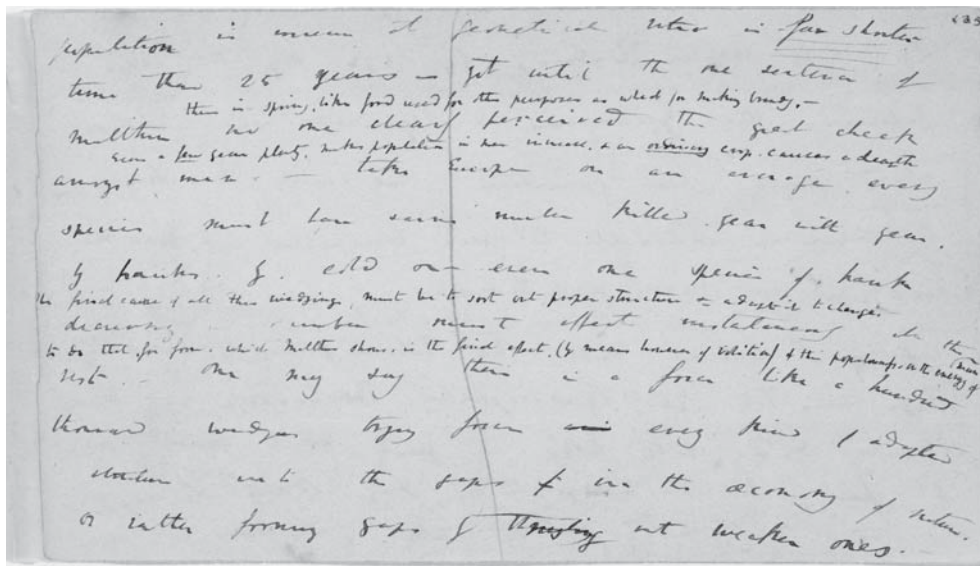 135
population is increase at geometrical ratio in far shorter
time than 25 years — yet until the one sentence of
there is spring, like food used for other purposes as wheat for making brandy. —
Malthus no one clearly perceived the great check
even a few years plenty, makes population in men increase, & an ordinary crop. causes a dearth
amongst men. — take Europe on an average, every
species must have same number killed, year with year,
by hawks. by. cold &c — even one species of hawk
the final cause of all this wedgings, must be to sort out proper structure & adapt it to change.
decreasing number must effect instantaneously all the
to do that, for form, which Malthus shows, is the final effect, (by means however of volition) of this populousness, on the energy of man
rest. — One may say there is a force like a hundred
thousand wedges trying force every kind of adapted
structure into the gaps in the œconomy of Nature,
or rather forming gaps by thrusting out weaker ones. —